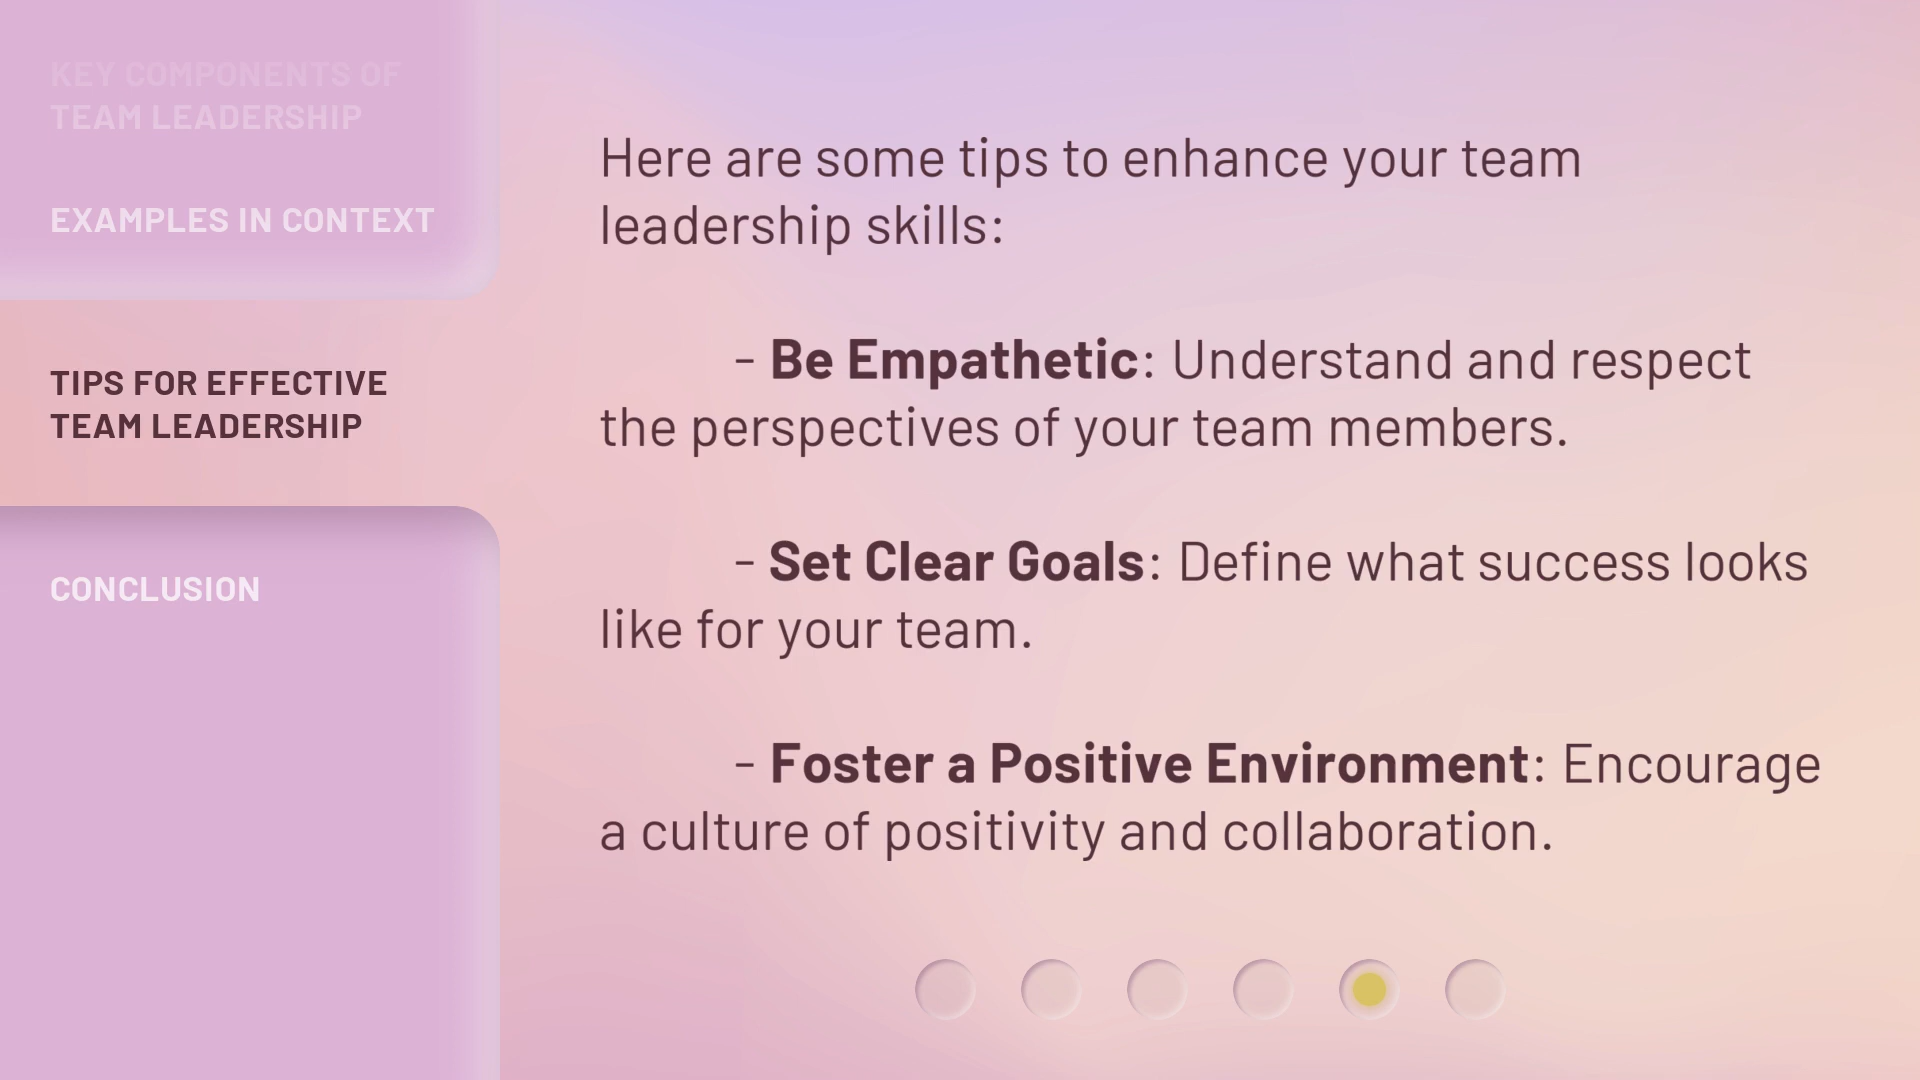 KEY COMPONENTS OF
TEAM LEADERSHIP
EXAMPLES IN CONTEXT
TIPS FOR EFFECTIVE
TEAM LEADERSHIP
CONCLUSION
Here are some tips to enhance your team
leadership skills:
- Be Empathetic: Understand and respect
the perspectives of your team members.
- Set Clear Goals: Define what success looks
like for your team.
- Foster a Positive Environment: Encourage
a culture of positivity and collaboration.